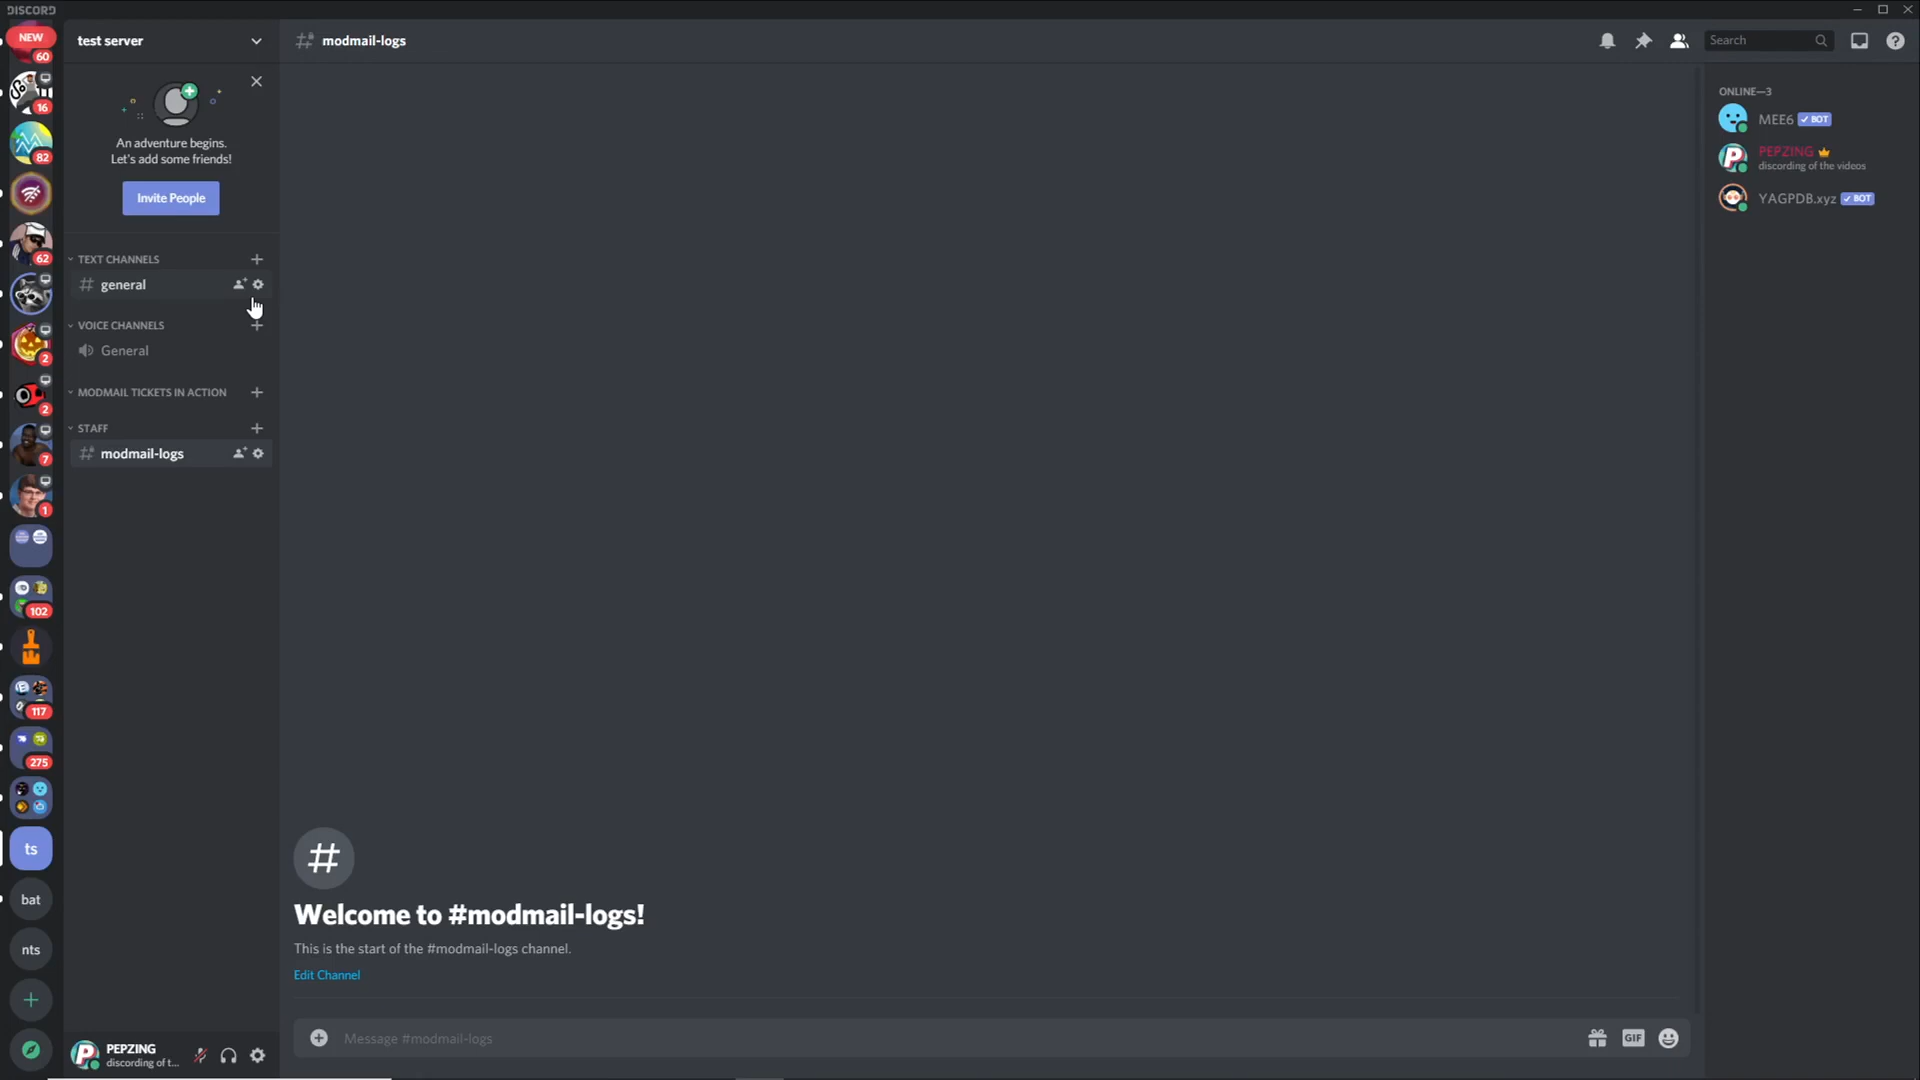 DISCORD
NEW
60
16
82
62
2
2
7
1
102
117
275
ts
bat
nts
test server
An adventure begins.
Let's add some friends!
Invite People
TEXT CHANNELS
general
VOICE CHANNELS
General
MODMAIL TICKETS IN ACTION
STAFF
modmail-logs
PEPZING
discording of t...
modmail-logs
Search
Welcome to #modmail-logs!
This is the start of the #modmail-logs channel.
Edit Channel
Message #modmail-logs
GIF
ONLINE—3
MEE6 BOT
PEPZING
discording of the videos
YAGPDB.xyz BOT